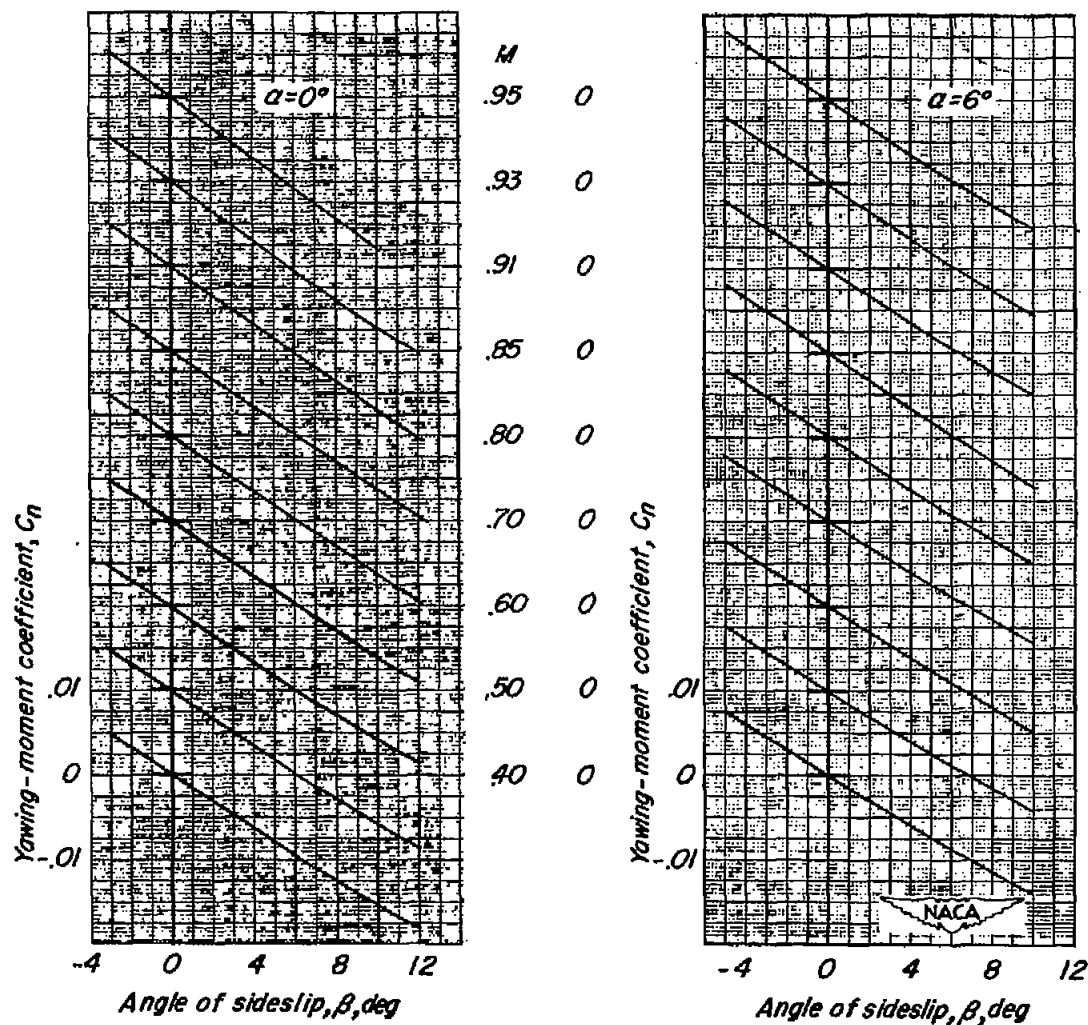 M
α=0°
.95 0
.93 0
.91 0
.85 0
.80 0
.70 0
.60 0
.50 0
.40 0
Yawing-moment coefficient, Cn
.01
0
-.01
-4 0 4 8 12
Angle of sideslip, β, deg
α=6°
Yawing-moment coefficient, Cn
.01
0
-.01
NACA
-4 0 4 8 12
Angle of sideslip, β, deg